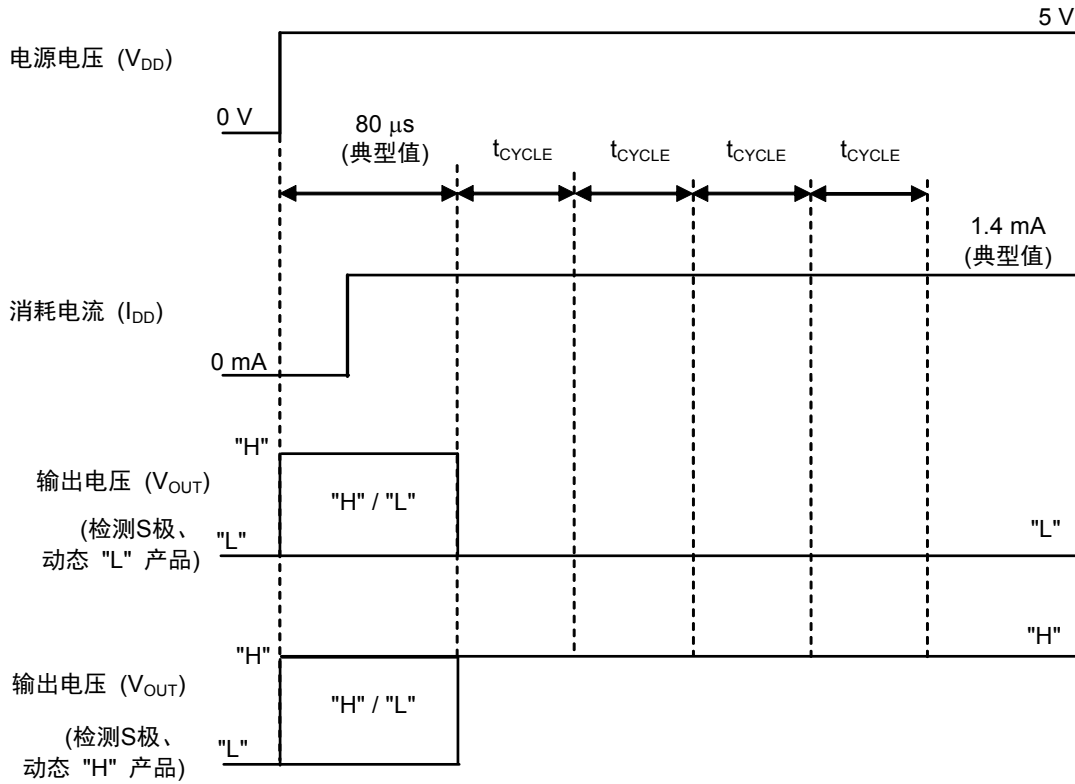 5 V
电源电压 (VDD)
0 V
80 μs
(典型值)
tCYCLE tCYCLE tCYCLE tCYCLE
1.4 mA
(典型值)
消耗电流 (IDD)
0 mA
"H"
输出电压 (VOUT)
"H" / "L"
(检测S极、
动态 "L" 产品)
"L"
"L"
"H"
"H"
输出电压 (VOUT)
"H" / "L"
(检测S极、
动态 "H" 产品)
"L"